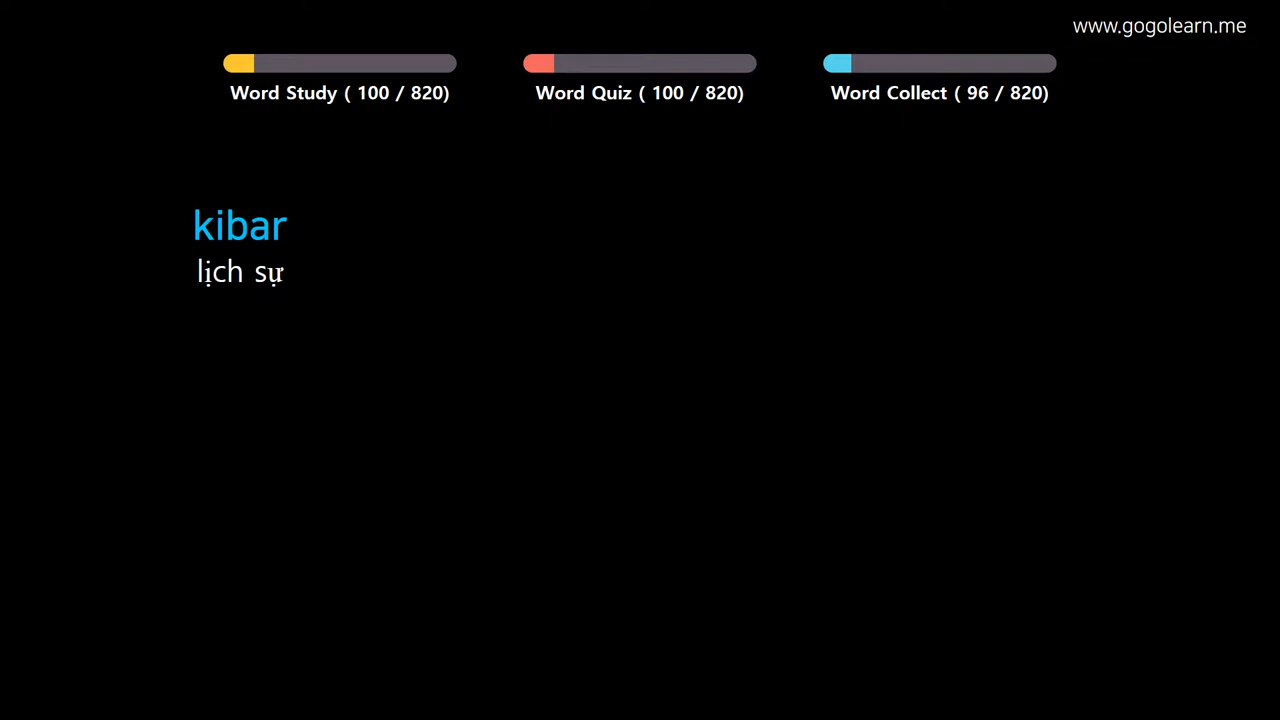 www.gogolearn.me
Word Study ( 100 / 820)
Word Quiz ( 100 / 820)
Word Collect ( 96 / 820)
kibar
lịch sự